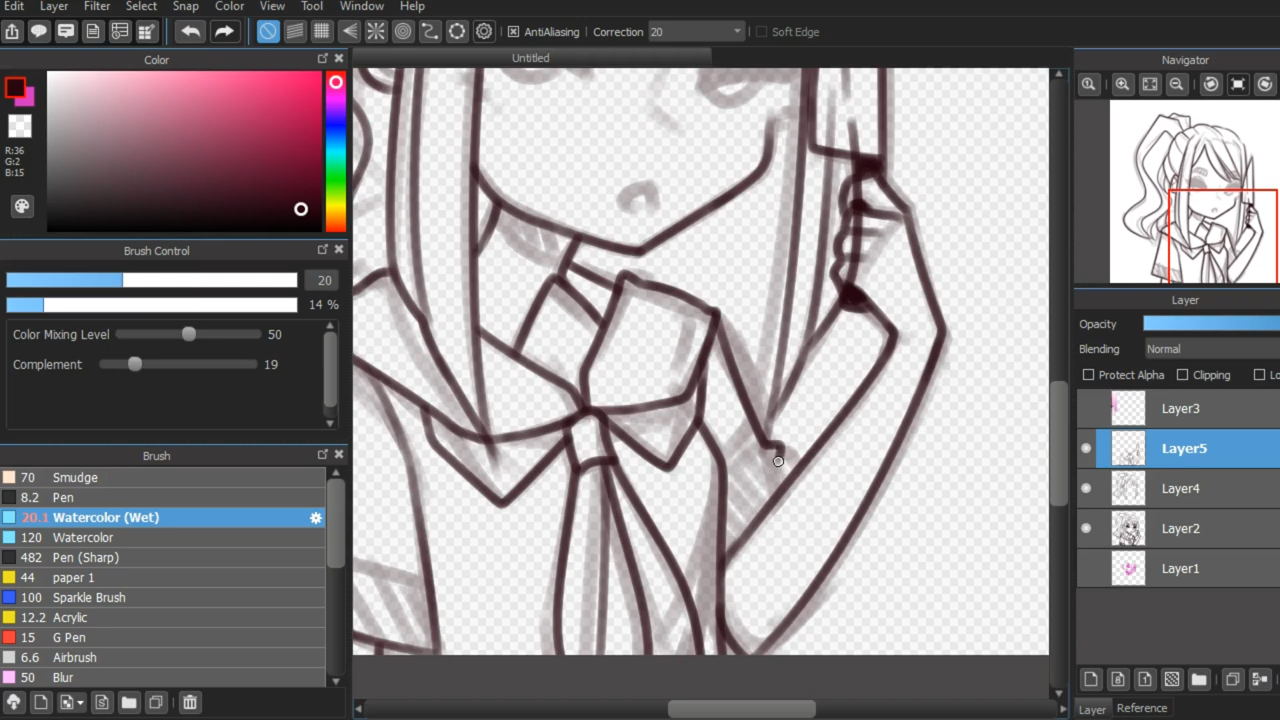 Edit Layer Filter Select Snap Color View Tool Window Help
AntiAliasing Correction 20 Soft Edge
Color
R:36
G:2
B:15
Brush Control
20
14 %
Color Mixing Level 50
Complement 19
Brush
70 Smudge
8.2 Pen
20.1 Watercolor (Wet)
120 Watercolor
482 Pen (Sharp)
44 paper 1
100 Sparkle Brush
12.2 Acrylic
15 G Pen
6.6 Airbrush
50 Blur
Untitled
Navigator
Layer
Opacity
Blending Normal
Protect Alpha Clipping Lo
Layer3
Layer5
Layer4
Layer2
Layer1
Layer Reference